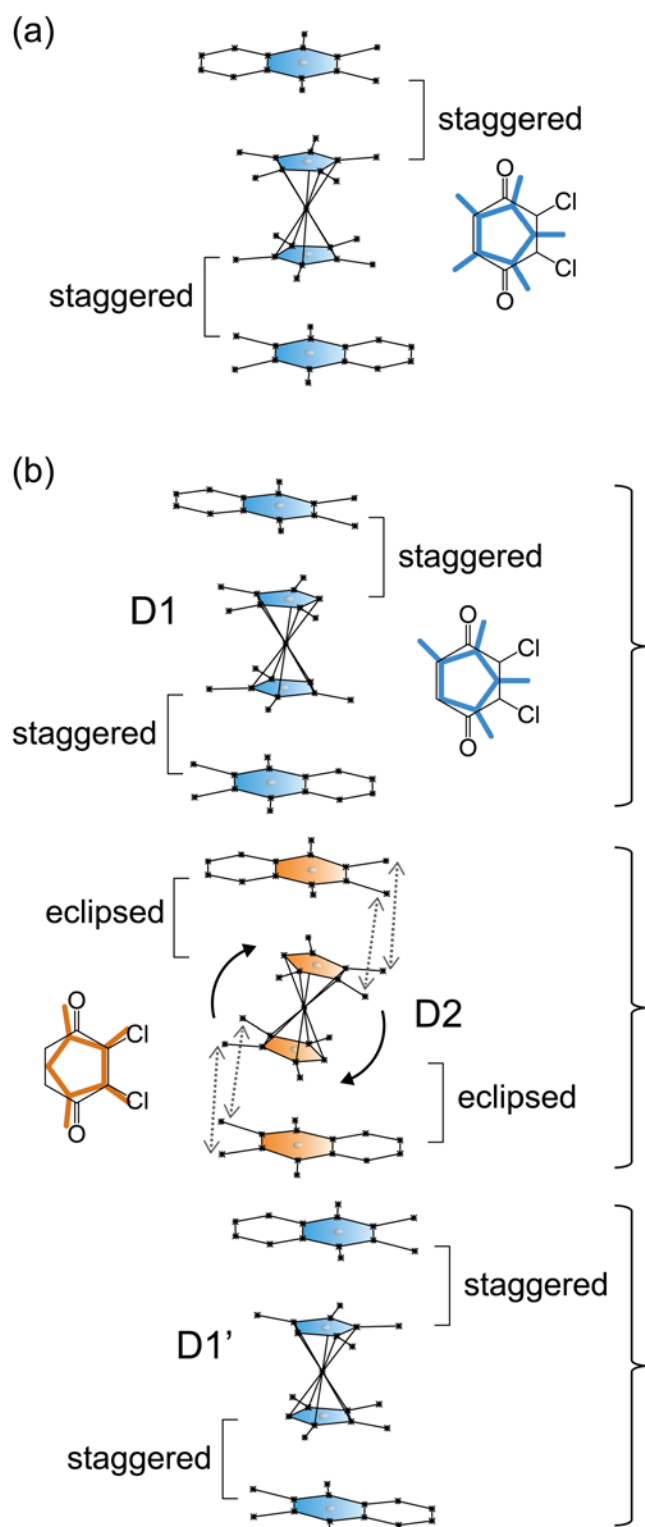 (a)
staggered
O
Cl
Cl
O
staggered
(b)
staggered
D1
O
Cl
Cl
O
staggered
eclipsed
D2
O
Cl
Cl
O
eclipsed
staggered
D1’
staggered